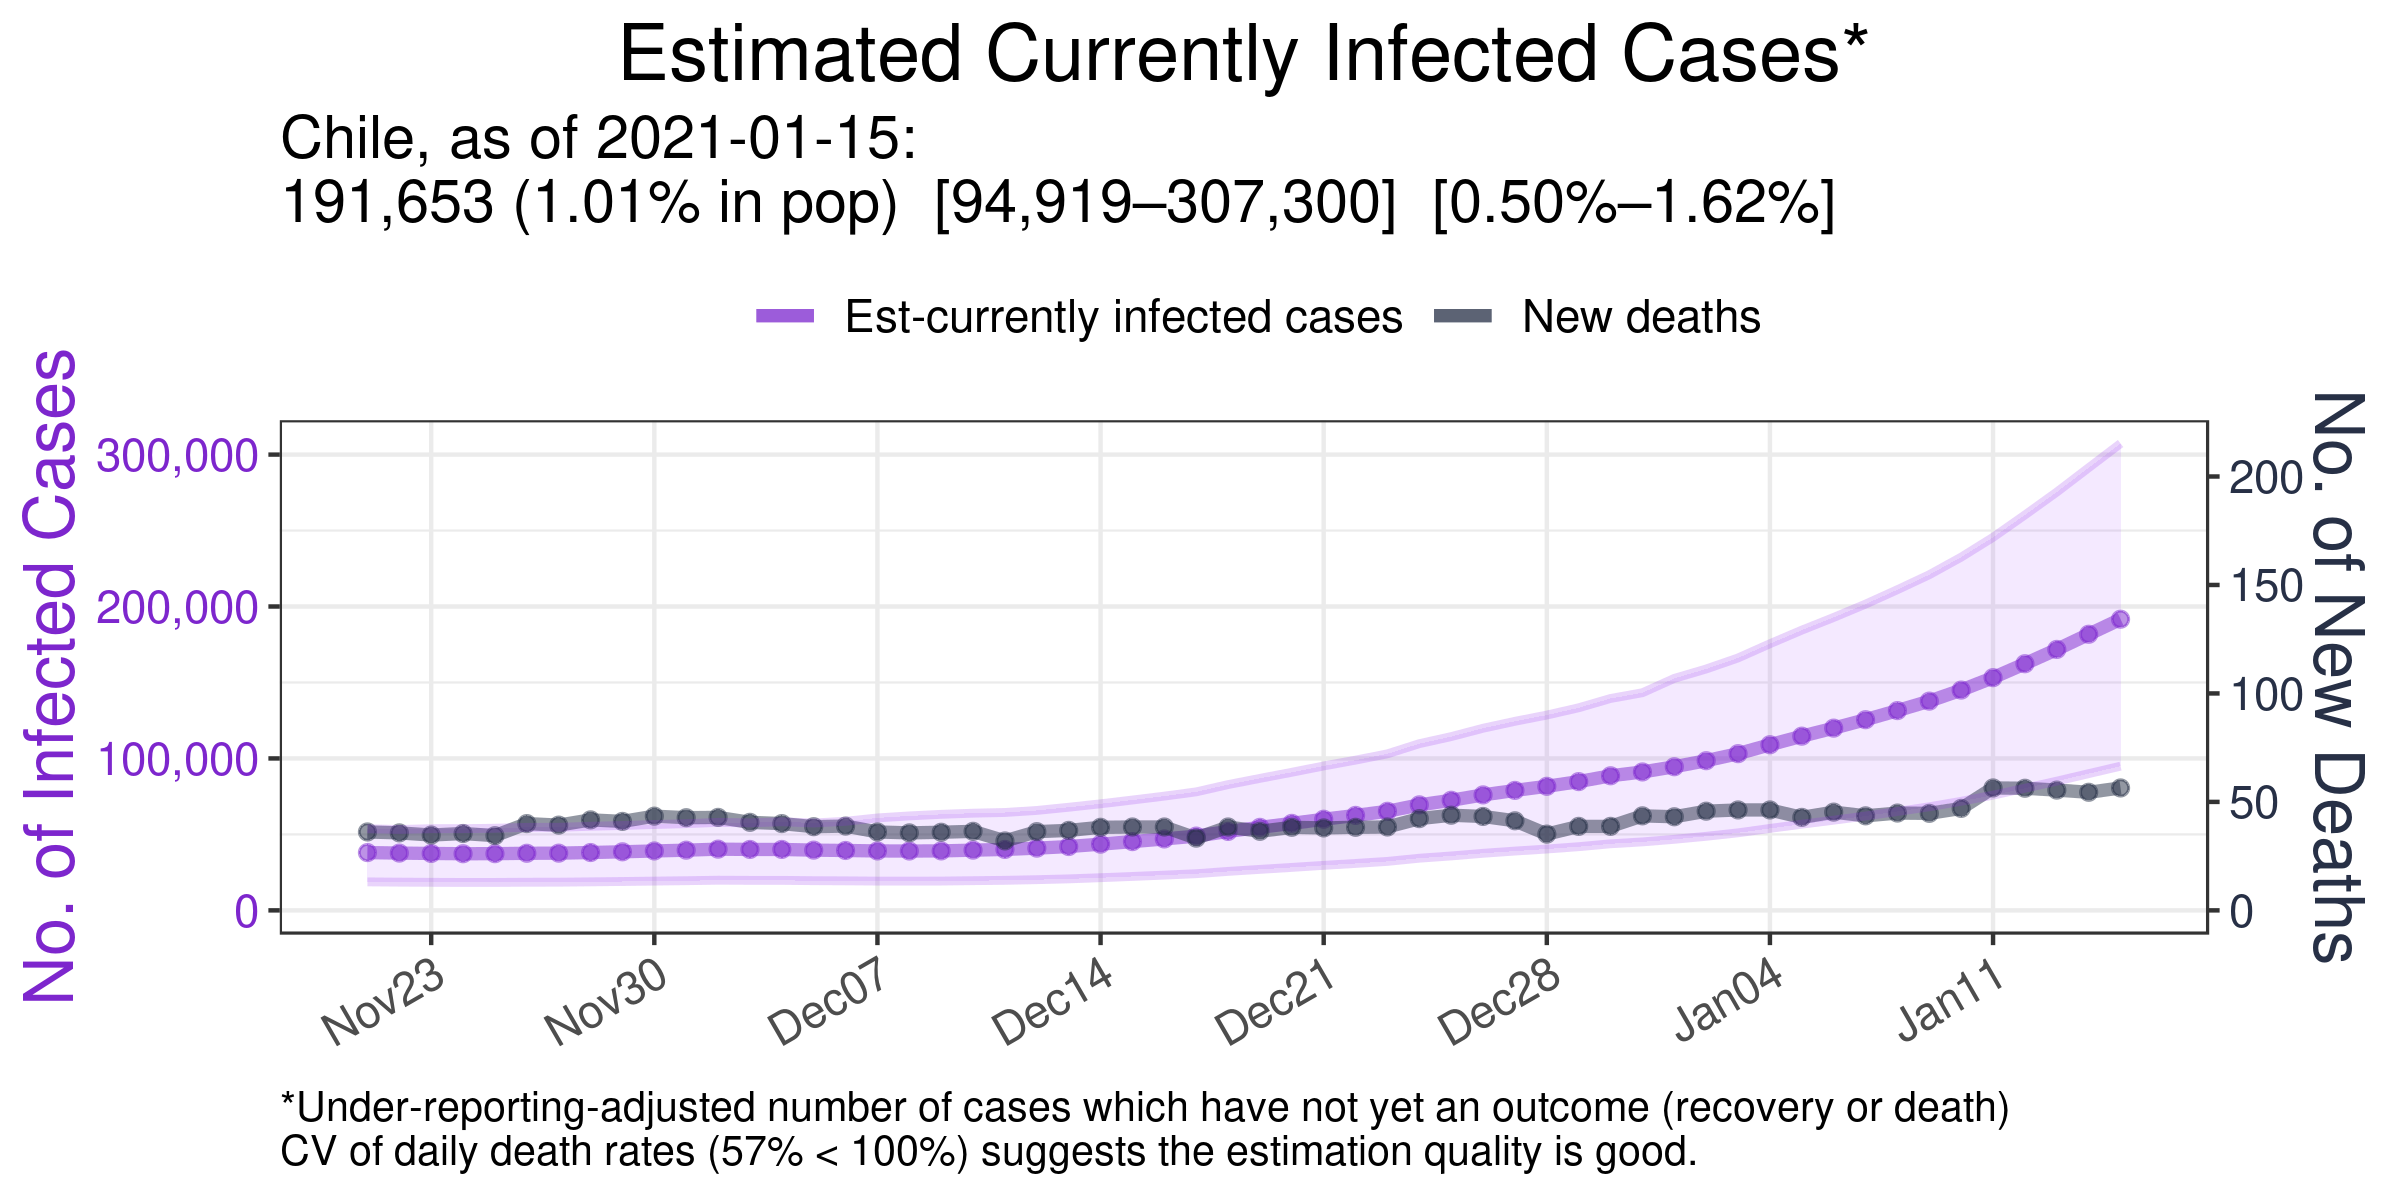 Estimated Currently Infected Cases*
Chile, as of 2021-01-15:
191,653 (1.01% in pop)  [94,919–307,300]  [0.50%–1.62%]
Est-currently infected cases
New deaths
No. of Infected Cases
300,000
200,000
100,000
0
No. of New Deaths
200
150
100
50
0
Nov23
Nov30
Dec07
Dec14
Dec21
Dec28
Jan04
Jan11
*Under-reporting-adjusted number of cases which have not yet an outcome (recovery or death)
CV of daily death rates (57% < 100%) suggests the estimation quality is good.